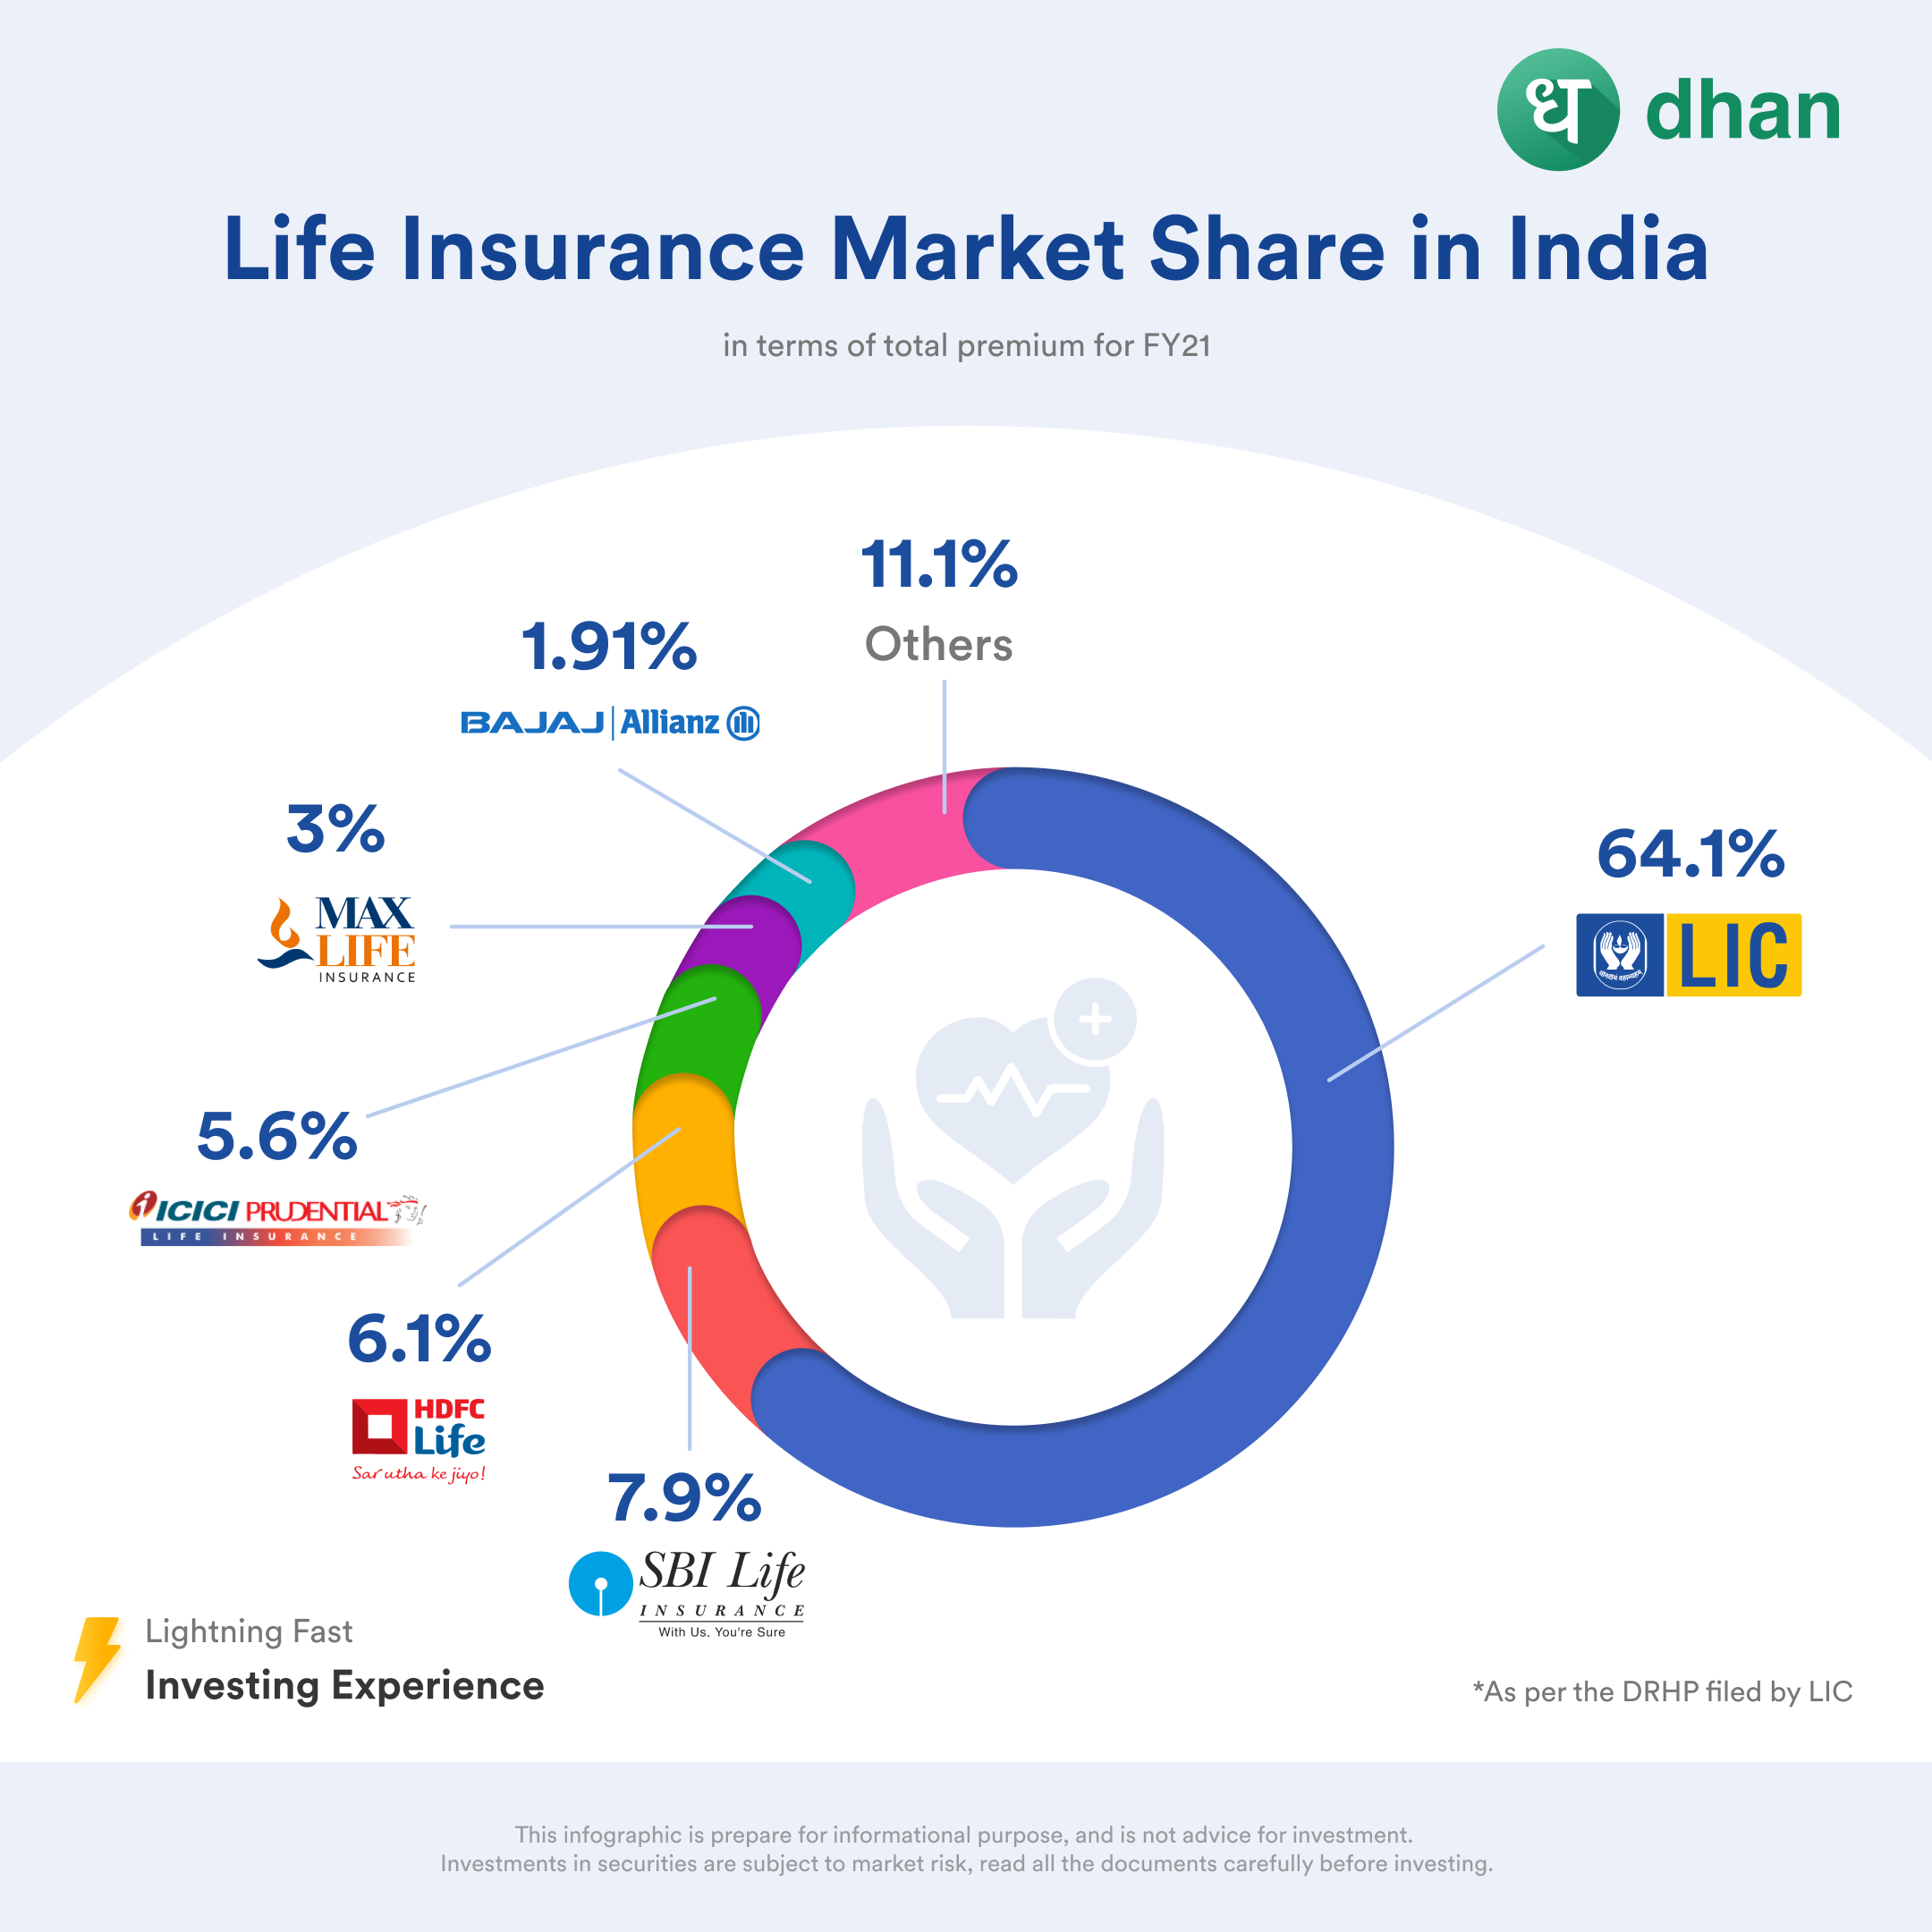 ध dhan
Life Insurance Market Share in India
in terms of total premium for FY21
11.1%
Others
1.91%
BAJAJ | Allianz
3%
MAX
LIFE
INSURANCE
64.1%
LIC
योगक्षेमं वहाम्यहम्
5.6%
ICICI PRUDENTIAL
LIFE INSURANCE
6.1%
HDFC
Life
Sar utha ke jiyo!
7.9%
SBI Life
INSURANCE
With Us. You're Sure
Lightning Fast
Investing Experience
*As per the DRHP filed by LIC
This infographic is prepare for informational purpose, and is not advice for investment.
Investments in securities are subject to market risk, read all the documents carefully before investing.